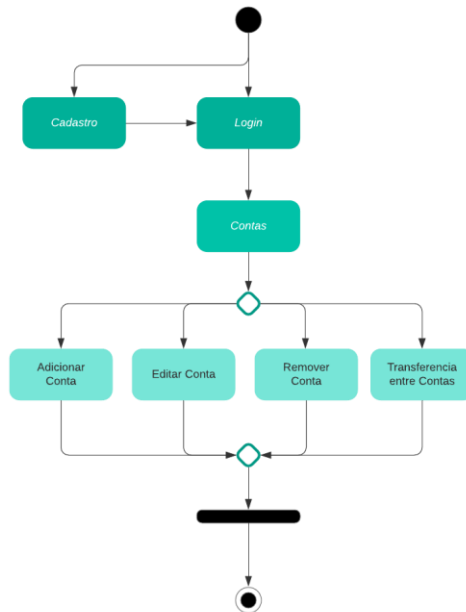 Cadastro
Login
Contas
Adicionar
Conta
Editar Conta
Remover
Conta
Transferencia
entre Contas